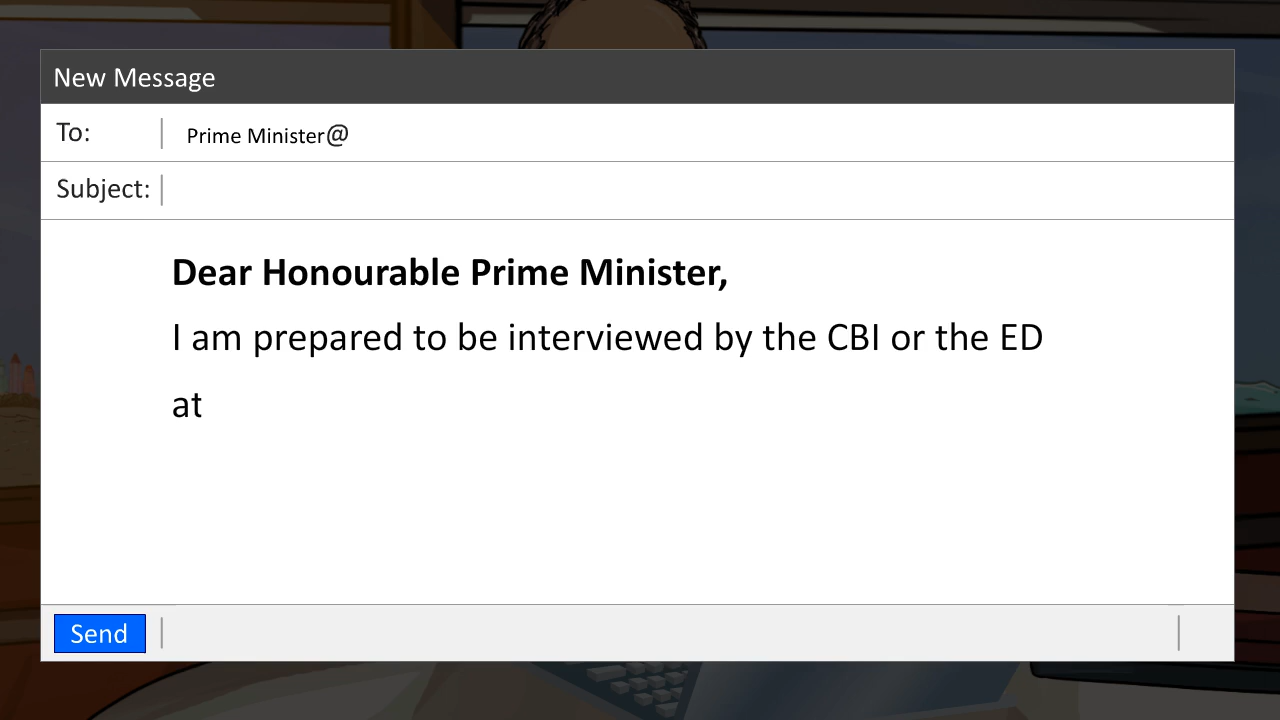 New Message
To: Prime Minister@
Subject:
Dear Honourable Prime Minister,
I am prepared to be interviewed by the CBI or the ED
at
Send